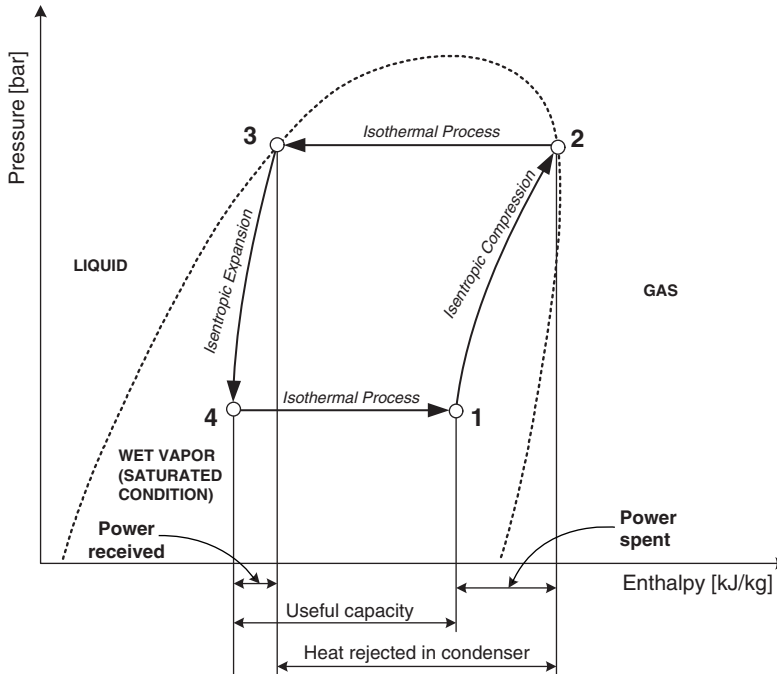 Pressure [bar]
3
Isothermal Process
2
Isentropic Expansion
Isentropic Compression
LIQUID
GAS
Isothermal Process
4
1
WET VAPOR
(SATURATED
CONDITION)
Power
received
Power
spent
Enthalpy [kJ/kg]
Useful capacity
Heat rejected in condenser